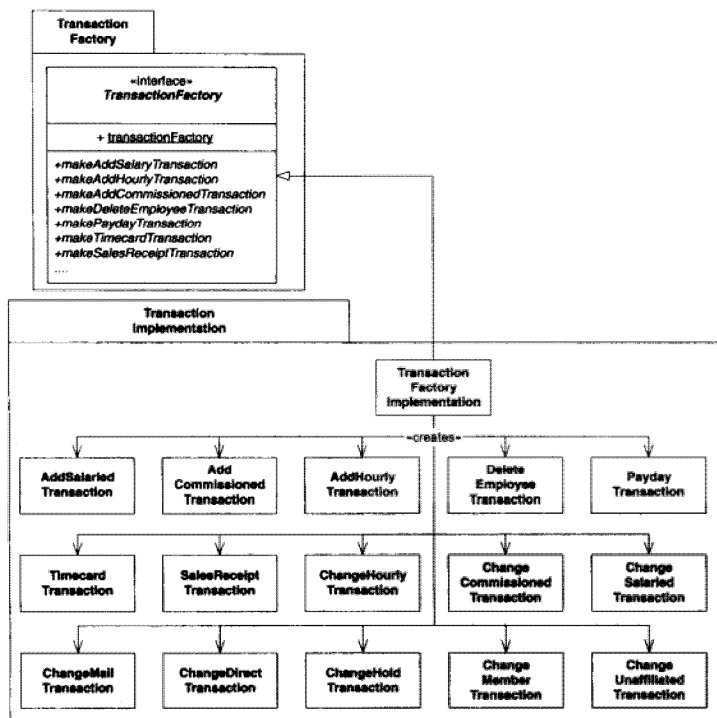 Transaction
Factory
«interface»
TransactionFactory
+ transactionFactory
+makeAddSalaryTransaction
+makeAddHourlyTransaction
+makeAddCommissionedTransaction
+makeDeleteEmployeeTransaction
+makePaydayTransaction
+makeTimecardTransaction
+makeSalesReceiptTransaction
....
Transaction
Implementation
Transaction
Factory
Implementation
«creates»
AddSalaried
Transaction
Add
Commissioned
Transaction
AddHourly
Transaction
Delete
Employee
Transaction
Payday
Transaction
Timecard
Transaction
SalesReceipt
Transaction
ChangeHourly
Transaction
Change
Commissioned
Transaction
Change
Salaried
Transaction
ChangeMail
Transaction
ChangeDirect
Transaction
ChangeHold
Transaction
Change
Member
Transaction
Change
Unaffiliated
Transaction